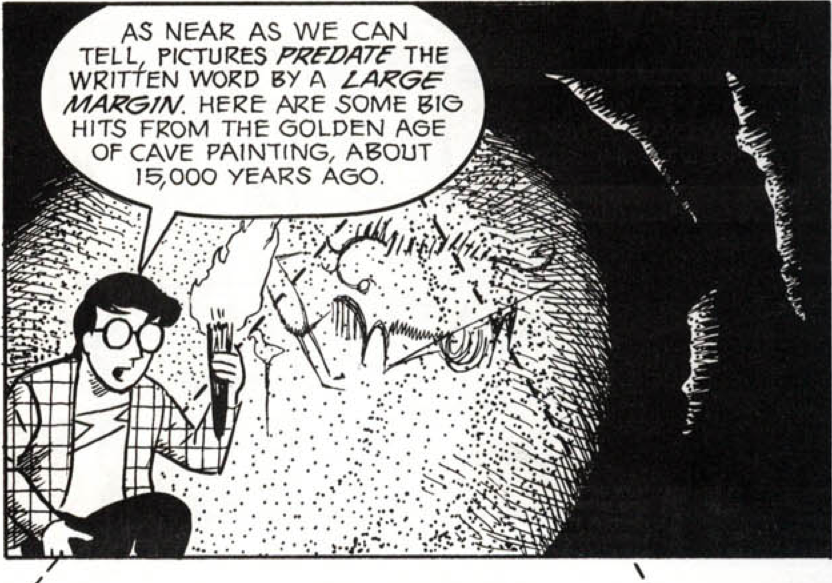 AS NEAR AS WE CAN
TELL, PICTURES PREDATE THE
WRITTEN WORD BY A LARGE
MARGIN. HERE ARE SOME BIG
HITS FROM THE GOLDEN AGE
OF CAVE PAINTING, ABOUT
15,000 YEARS AGO.